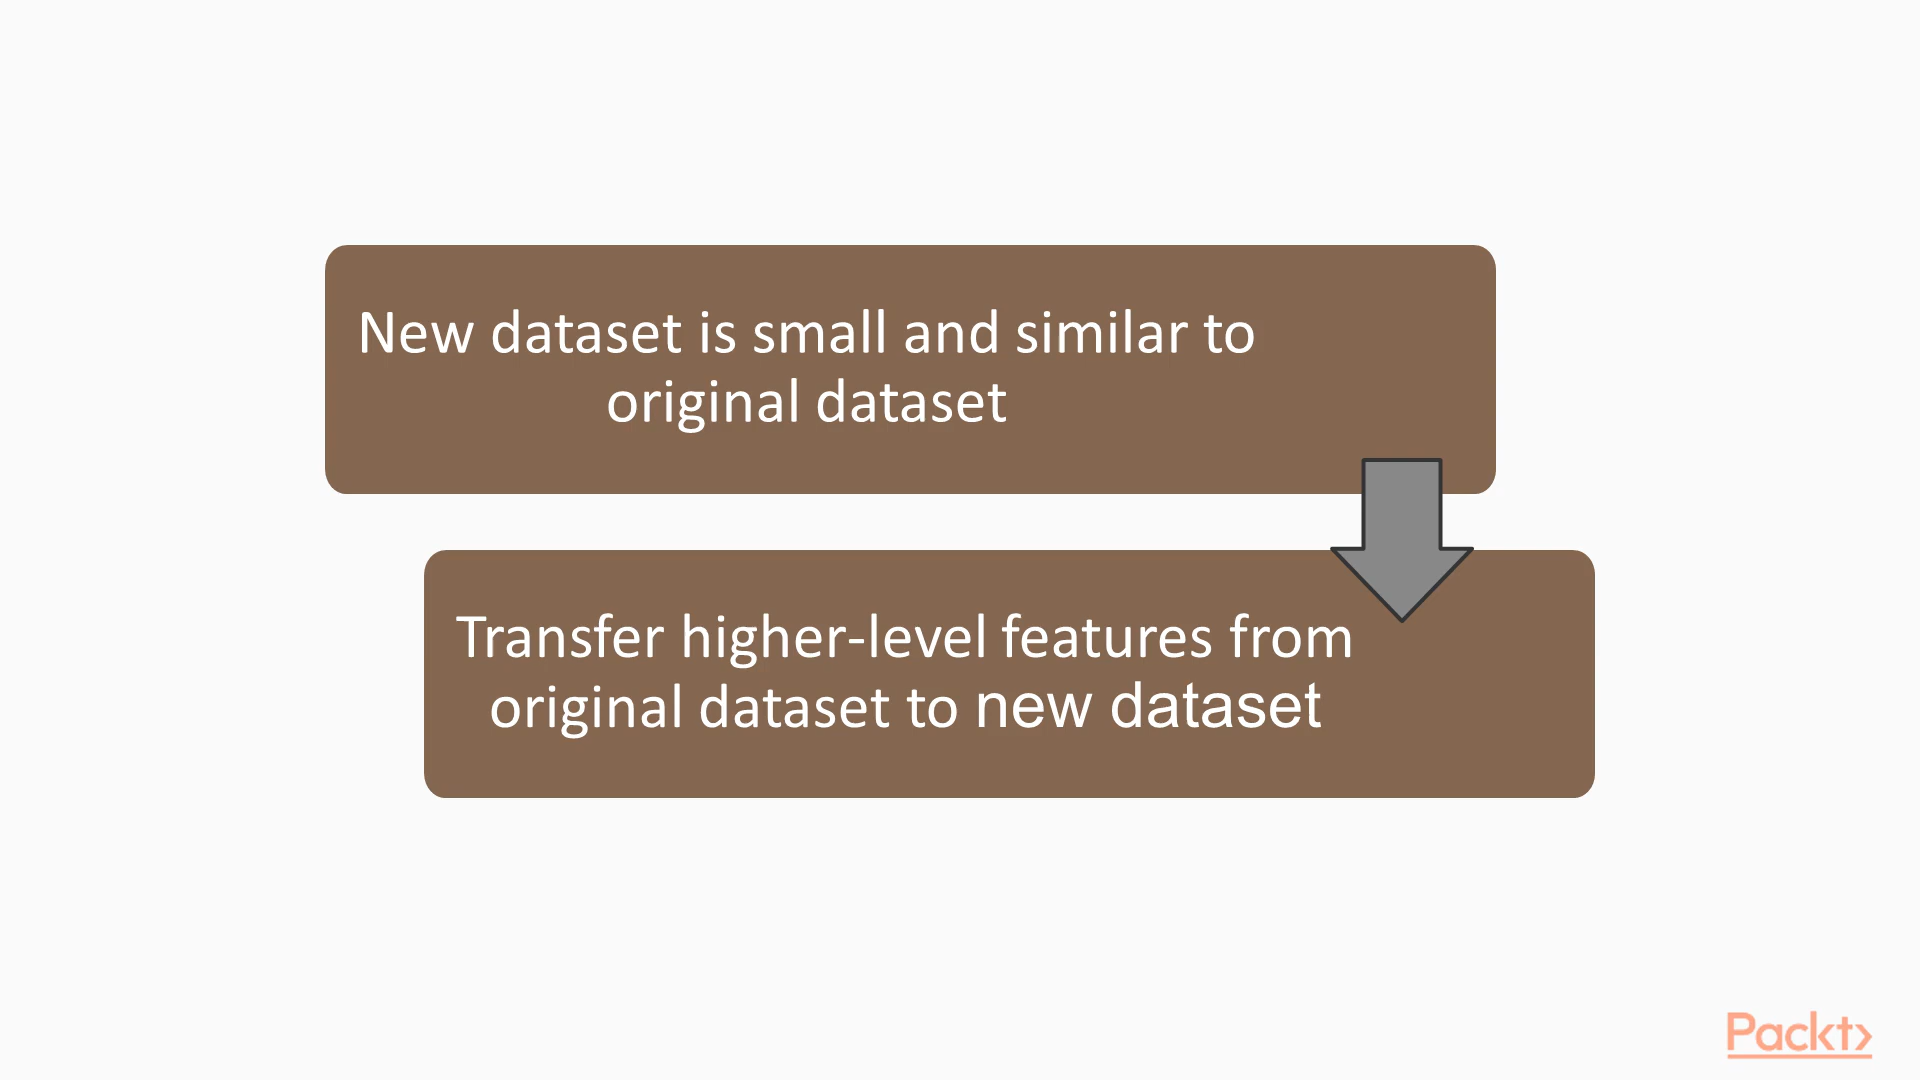 New dataset is small and similar to
original dataset
Transfer higher-level features from
original dataset to new dataset
Packt